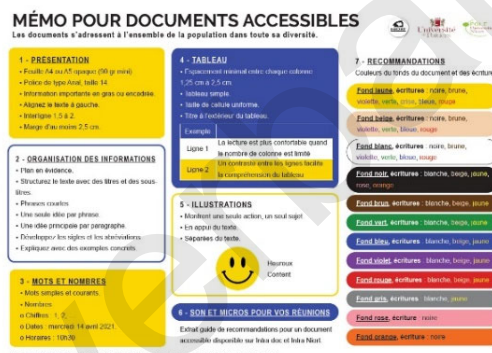 MÉMO POUR DOCUMENTS ACCESSIBLES
Les documents s'adressent à l'ensemble de la population dans toute sa diversité.
1 - PRÉSENTATION
- Feuille A4 ou A5 opaque (90 gr mini)
- Police de type Arial, taille 14.
- Information importante en gras ou encadrée.
- Alignez le texte à gauche.
- Interligne 1,5 à 2.
- Marge d'au moins 2,5 cm.
2 - ORGANISATION DES INFORMATIONS
- Plan en évidence.
- Structurez le texte avec des titres et des sous-
titres.
- Phrases courtes
- Une seule idée par phrase.
- Une idée principale par paragraphe.
- Développez les sigles et les abréviations.
- Expliquez avec des exemples concrets.
3 - MOTS ET NOMBRES
- Mots simples et courants.
- Nombres
o Chiffres : 1, 2,
o Dates : mercredi 14 avril 2021.
o Horaires : 10h30
4 - TABLEAU
- Espacement minimal entre chaque colonne
1,25 cm à 2,5 cm
- Tableau simple.
- Taille de cellule uniforme.
- Titre à l'extérieur du tableau.
Exemple
Ligne 1 La lecture est plus confortable quand
le nombre de colonne est limité
Ligne 2 Un contraste entre les lignes facilite
la compréhension du tableau
5 - ILLUSTRATIONS
- Montrent une seule action, un seul sujet
- En appui du texte.
- Séparées du texte.
Heureux
Content
6 - SON ET MICROS POUR VOS RÉUNIONS
Extrait guide de recommandations pour un document
accessible disponible sur Intra doc et Intra Niort
Université
7 - RECOMMANDATIONS
Couleurs du fonds du document et des écriture
Fond jaune, écritures : noire, brune,
violette, verte, grise, bleue, rouge
Fond beige, écritures : noire, brune,
violette, verte, bleue, rouge
Fond blanc, écritures : noire, brune,
violette, verte, bleue, rouge
Fond noir, écritures : blanche, beige, jaune,
rose, orange
Fond brun, écritures : blanche, beige, jaune
Fond vert, écritures : blanche, beige, jaune
Fond bleu, écritures : blanche, beige, jaune
Fond violet, écritures : blanche, beige, jaune
Fond rouge, écritures : blanche, beige, jaune
Fond gris, écritures : blanche, jaune
Fond rose, écriture : noire
Fond orange, écriture : noire